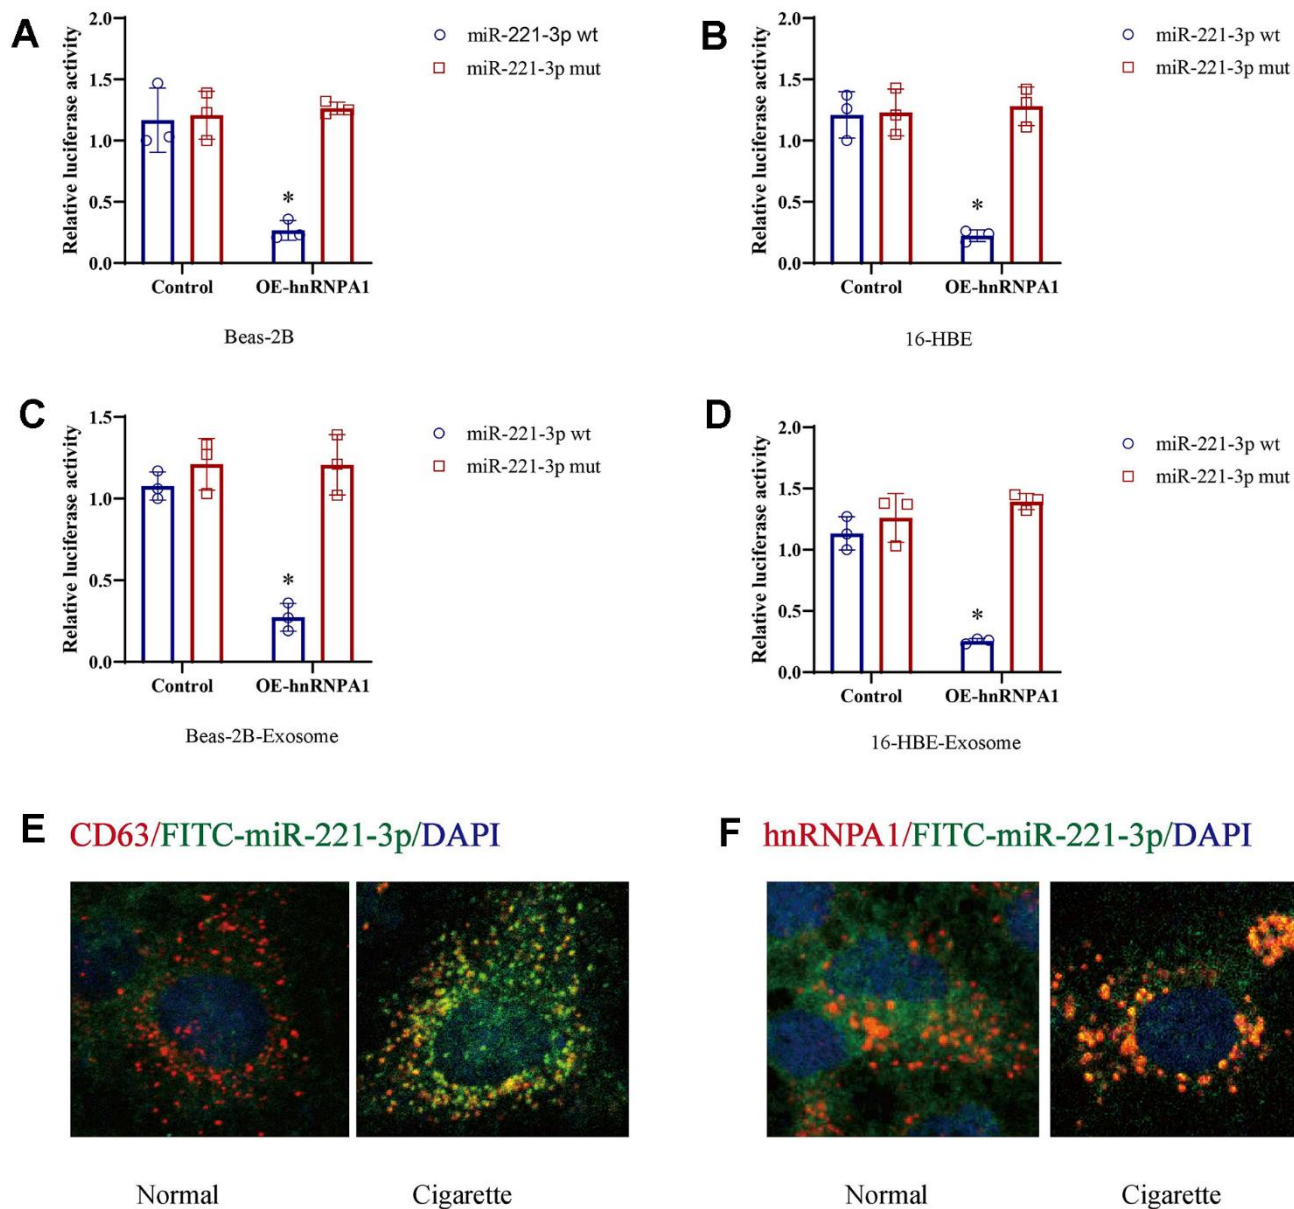 A
Relative luciferase activity
2.0
1.5
1.0
0.5
0.0
Control OE-hnRNPA1
Beas-2B
miR-221-3p wt
miR-221-3p mut
B
Relative luciferase activity
2.0
1.5
1.0
0.5
0.0
*
*
Control OE-hnRNPA1
16-HBE
miR-221-3p wt
miR-221-3p mut
C
Relative luciferase activity
1.5
1.0
0.5
0.0
*
Control OE-hnRNPA1
Beas-2B-Exosome
miR-221-3p wt
miR-221-3p mut
D
Relative luciferase activity
2.0
1.5
1.0
0.5
0.0
*
Control OE-hnRNPA1
16-HBE-Exosome
miR-221-3p wt
miR-221-3p mut
E CD63/FITC-miR-221-3p/DAPI
Normal Cigarette
F hnRNPA1/FITC-miR-221-3p/DAPI
Normal Cigarette